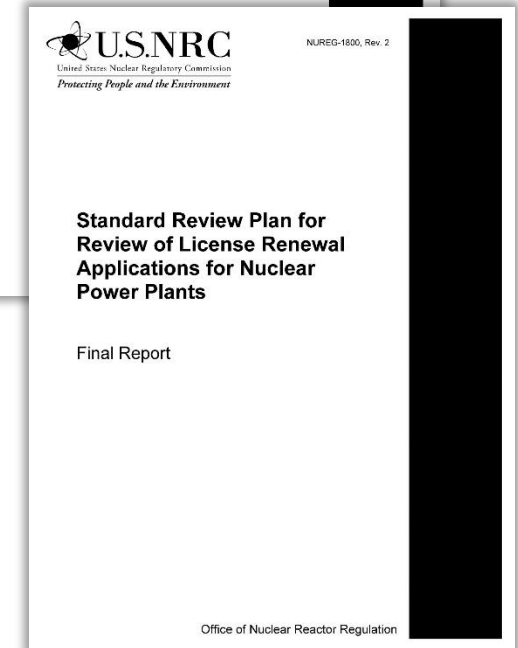 U.S.NRC
United States Nuclear Regulatory Commission
Protecting People and the Environment
NUREG-1800, Rev. 2
Standard Review Plan for
Review of License Renewal
Applications for Nuclear
Power Plants
Final Report
Office of Nuclear Reactor Regulation